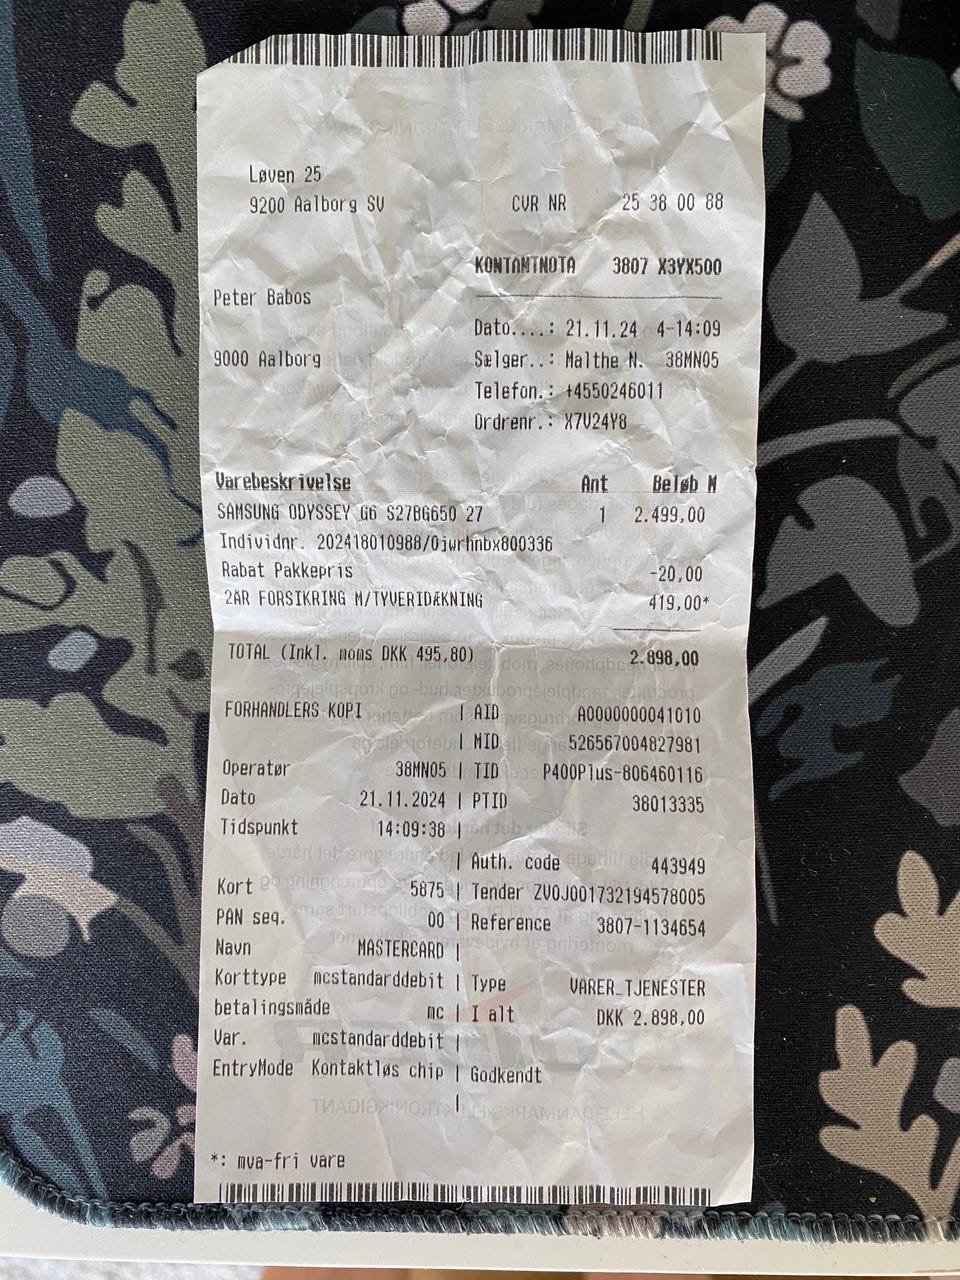 Løven 25
9200 Aalborg SV CVR NR 25 38 00 88
KONTANTNOTA 3807 X3YX500
Peter Babos
Dato....: 21.11.24 4-14:09
9000 Aalborg Sælger..: Malthe N. 38MN05
Telefon.: +4550246011
Ordrenr.: X7V24Y8
Varebeskrivelse Ant Beløb M
SAMSUNG ODYSSEY G6 S27BG650 27 1 2.499,00
Individnr. 202418010988/0jwrhnbx800336
Rabat Pakkepris -20,00
2ÅR FORSIKRING M/TYVERIDÆKNING 419,00*
TOTAL (Inkl. moms DKK 495,80) 2.898,00
FORHANDLERS KOPI | AID A0000000041010
| MID 526567004827981
Operatør 38MN05 | TID P400Plus-806460116
Dato 21.11.2024 | PTID 38013335
Tidspunkt 14:09:38 |
| Auth. code 443949
Kort 5875 | Tender ZV0J001732194578005
PAN seq. 00 | Reference 3807-1134654
Navn MASTERCARD |
Korttype mcstandarddebit | Type VARER_TJENESTER
betalingsmåde mc | I alt DKK 2.898,00
Var. mcstandarddebit |
EntryMode Kontaktløs chip | Godkendt
|
*: mva-fri vare